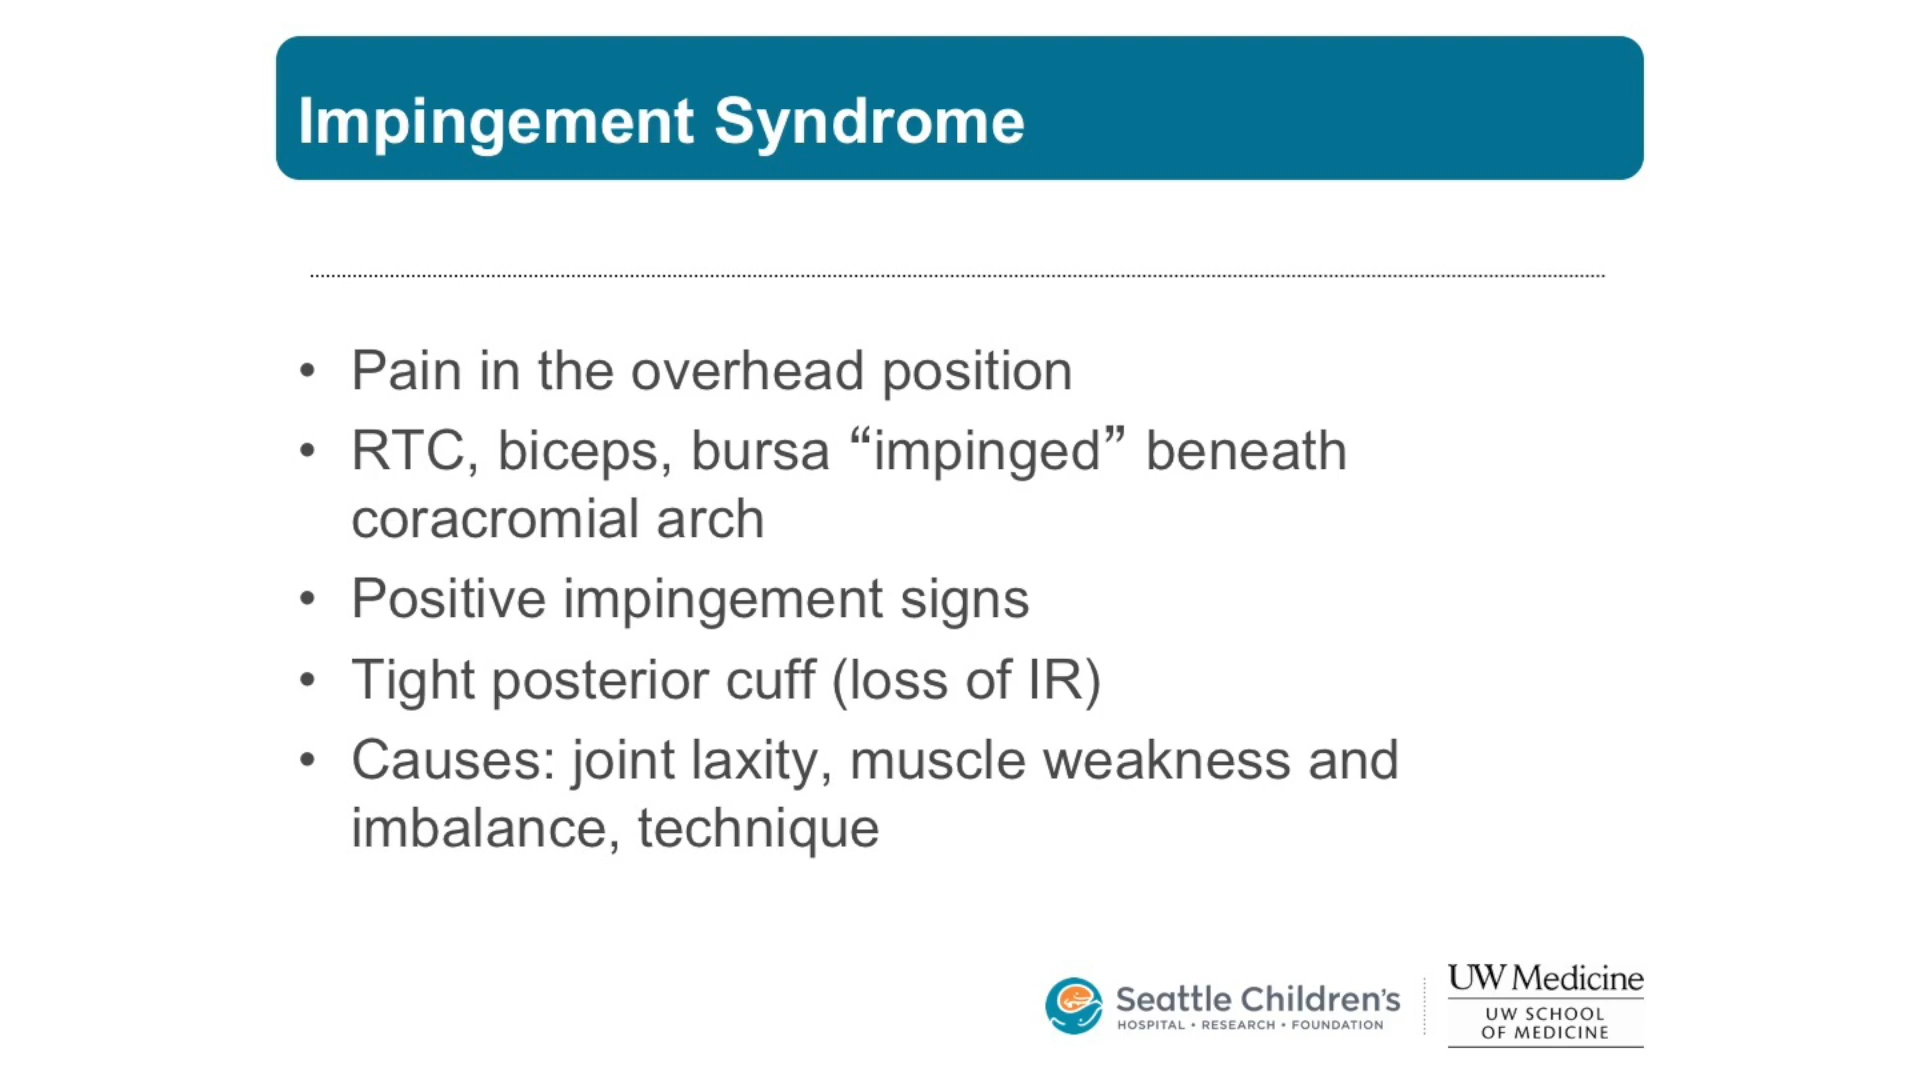 Impingement Syndrome
• Pain in the overhead position
• RTC, biceps, bursa “impinged” beneath
coracromial arch
• Positive impingement signs
• Tight posterior cuff (loss of IR)
• Causes: joint laxity, muscle weakness and
imbalance, technique
Seattle Children's
HOSPITAL • RESEARCH • FOUNDATION
UW Medicine
UW SCHOOL
OF MEDICINE